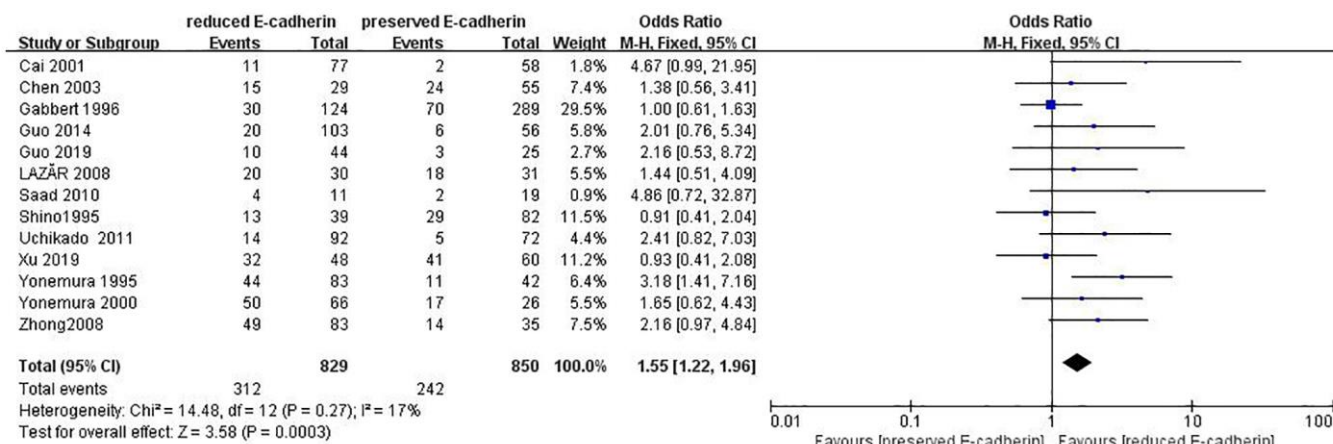 reduced E-cadherin preserved E-cadherin Odds Ratio Odds Ratio
Study or Subgroup Events Total Events Total Weight M-H, Fixed, 95% CI M-H, Fixed, 95% CI
Cai 2001 11 77 2 58 1.8% 4.67 [0.99, 21.95]
Chen 2003 15 29 24 55 7.4% 1.38 [0.56, 3.41]
Gabbert 1996 30 124 70 289 29.5% 1.00 [0.61, 1.63]
Guo 2014 20 103 6 56 5.8% 2.01 [0.76, 5.34]
Guo 2019 10 44 3 25 2.7% 2.16 [0.53, 8.72]
LAZĂR 2008 20 30 18 31 5.5% 1.44 [0.51, 4.09]
Saad 2010 4 11 2 19 0.9% 4.86 [0.72, 32.87]
Shino1995 13 39 29 82 11.5% 0.91 [0.41, 2.04]
Uchikado 2011 14 92 5 72 4.4% 2.41 [0.82, 7.03]
Xu 2019 32 48 41 60 11.2% 0.93 [0.41, 2.08]
Yonemura 1995 44 83 11 42 6.4% 3.18 [1.41, 7.16]
Yonemura 2000 50 66 17 26 5.5% 1.65 [0.62, 4.43]
Zhong2008 49 83 14 35 7.5% 2.16 [0.97, 4.84]
Total (95% CI) 829 850 100.0% 1.55 [1.22, 1.96]
Total events 312 242
Heterogeneity: Chi² = 14.48, df = 12 (P = 0.27); I² = 17%
Test for overall effect: Z = 3.58 (P = 0.0003)
0.01 0.1 1 10 100
Favours [preserved E-cadherin] Favours [reduced E-cadherin]